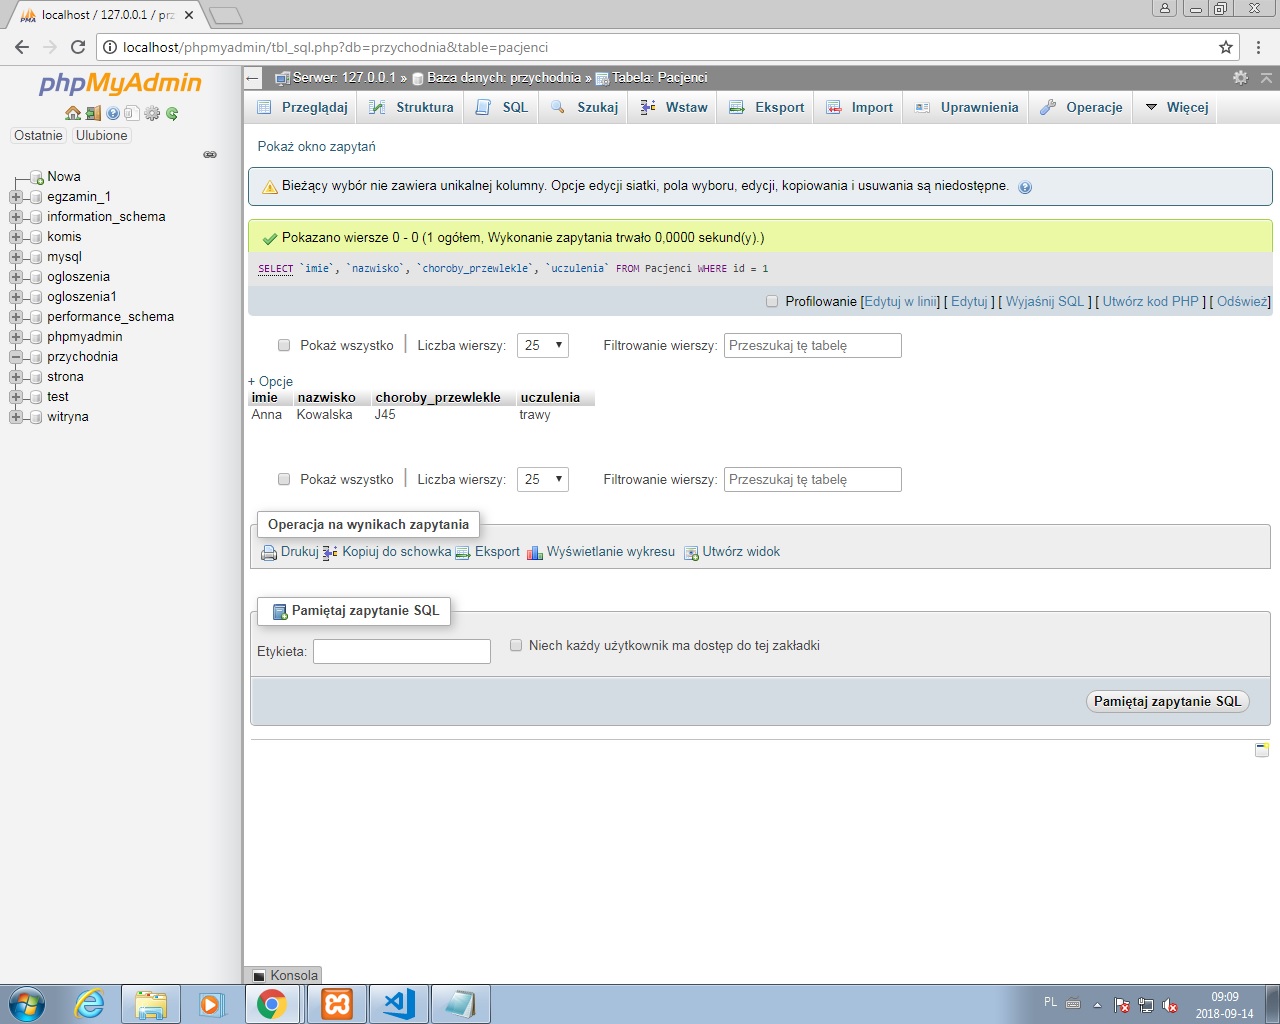 localhost / 127.0.0.1 / prz
localhost/phpmyadmin/tbl_sql.php?db=przychodnia&table=pacjenci
phpMyAdmin
Ostatnie Ulubione
Nowa
egzamin_1
information_schema
komis
mysql
ogloszenia
ogloszenia1
performance_schema
phpmyadmin
przychodnia
strona
test
witryna
Serwer: 127.0.0.1 » Baza danych: przychodnia » Tabela: Pacjenci
Przeglądaj Struktura SQL Szukaj Wstaw Eksport Import Uprawnienia Operacje Więcej
Pokaż okno zapytań
Bieżący wybór nie zawiera unikalnej kolumny. Opcje edycji siatki, pola wyboru, edycji, kopiowania i usuwania są niedostępne.
Pokazano wiersze 0 - 0 (1 ogółem, Wykonanie zapytania trwało 0,0000 sekund(y).)
SELECT `imie`, `nazwisko`, `choroby_przewlekle`, `uczulenia` FROM Pacjenci WHERE id = 1
Profilowanie [Edytuj w linii] [ Edytuj ] [ Wyjaśnij SQL ] [ Utwórz kod PHP ] [ Odśwież]
Pokaż wszystko | Liczba wierszy: 25 Filtrowanie wierszy: Przeszukaj tę tabelę
+ Opcje
imie nazwisko choroby_przewlekle uczulenia
Anna Kowalska J45 trawy
Pokaż wszystko | Liczba wierszy: 25 Filtrowanie wierszy: Przeszukaj tę tabelę
Operacja na wynikach zapytania
Drukuj Kopiuj do schowka Eksport Wyświetlanie wykresu Utwórz widok
Pamiętaj zapytanie SQL
Etykieta: Niech każdy użytkownik ma dostęp do tej zakładki
Pamiętaj zapytanie SQL
Konsola
PL 09:09
2018-09-14